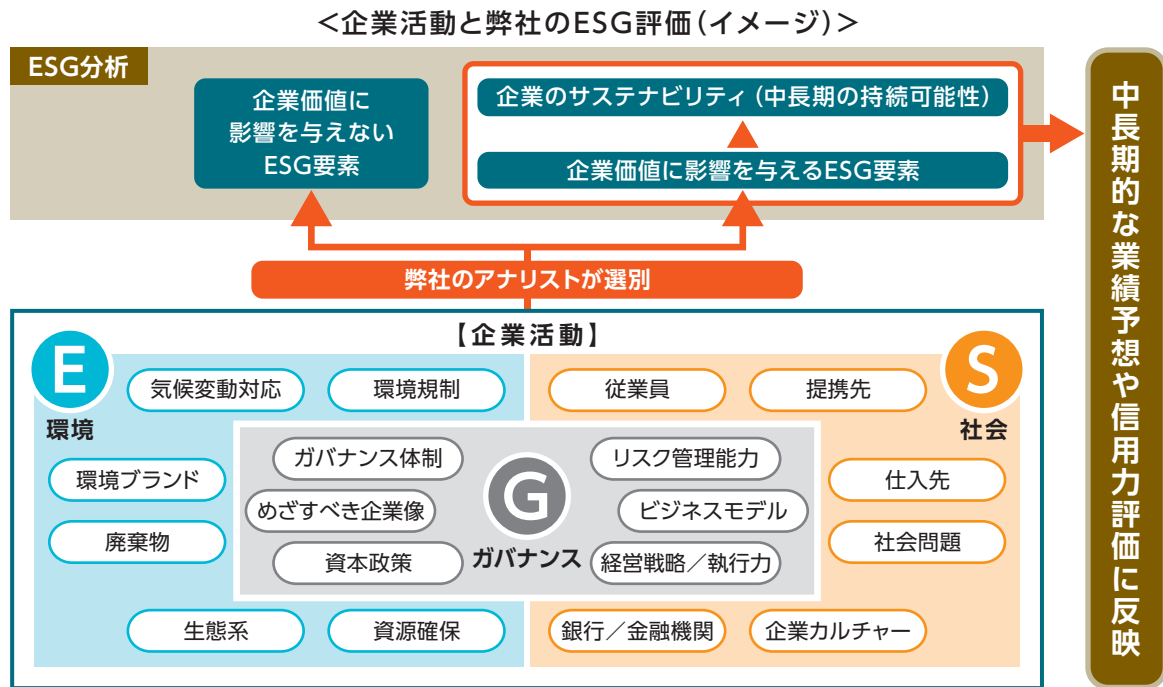 ＜企業活動と弊社のESG評価（イメージ）＞
ESG分析
企業価値に
影響を与えない
ESG要素
企業のサステナビリティ（中長期の持続可能性）
企業価値に影響を与えるESG要素
弊社のアナリストが選別
【企業活動】
E
環境
気候変動対応
環境規制
環境ブランド
廃棄物
生態系
資源確保
G
ガバナンス
ガバナンス体制
めざすべき企業像
資本政策
リスク管理能力
ビジネスモデル
経営戦略／執行力
S
社会
従業員
提携先
仕入先
社会問題
銀行／金融機関
企業カルチャー
中長期的な業績予想や信用力評価に反映